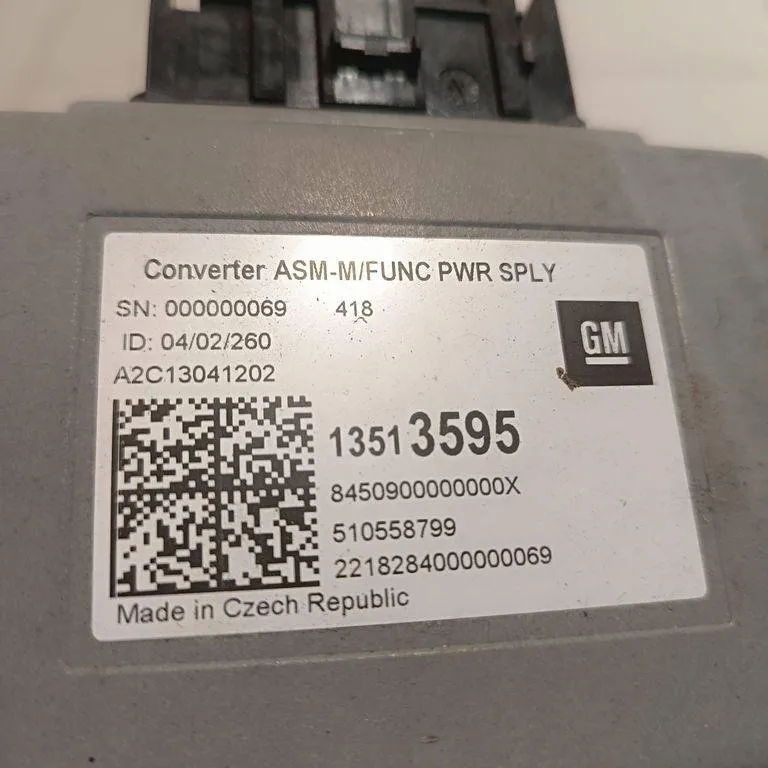 Converter ASM-M/FUNC PWR SPLY
SN: 000000069 418
ID: 04/02/260
GM
A2C13041202
13513595
8450900000000X
510558799
2218284000000069
Made in Czech Republic